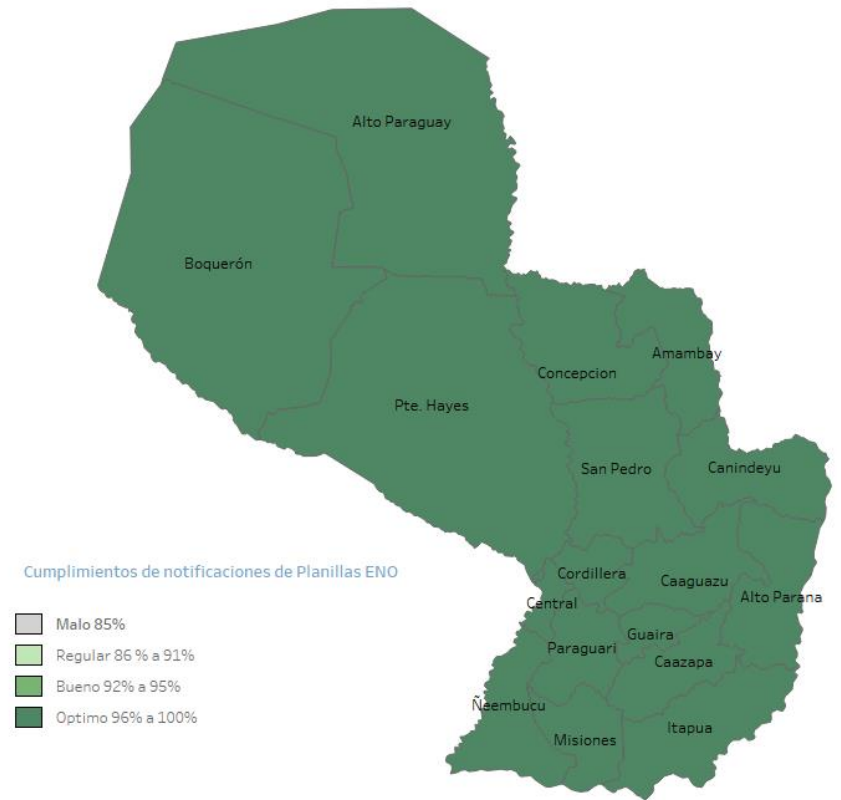 Alto Paraguay
Boquerón
Amambay
Concepcion
Pte. Hayes
San Pedro
Canindeyu
Cumplimientos de notificaciones de Planillas ENO
Cordillera
Caaguazu
Central
Alto Parana
Malo 85%
Guaira
Paraguari
Regular 86 % a 91%
Caazapa
Bueno 92% a 95%
Ñeembucu
Optimo 96% a 100%
Itapua
Misiones